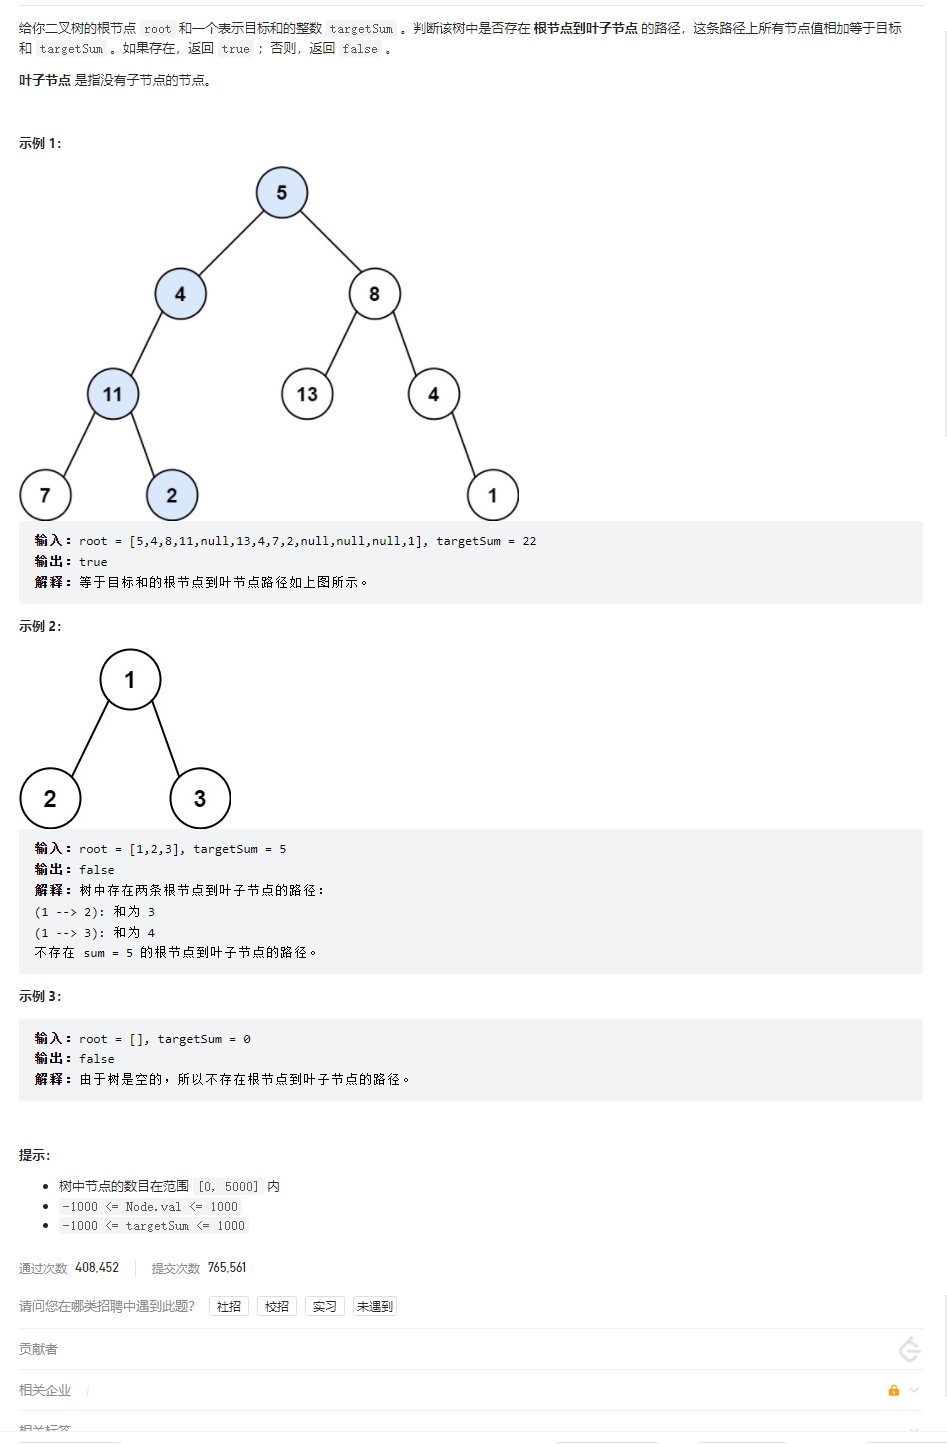 给你二叉树的根节点 root 和一个表示目标和的整数 targetSum 。判断该树中是否存在 根节点到叶子节点 的路径，这条路径上所有节点值相加等于目标
和 targetSum 。如果存在，返回 true ；否则，返回 false 。
叶子节点 是指没有子节点的节点。
示例 1：
5
4 8
11 13 4
7 2 1
输入：root = [5,4,8,11,null,13,4,7,2,null,null,null,1], targetSum = 22
输出：true
解释：等于目标和的根节点到叶节点路径如上图所示。
示例 2：
1
2 3
输入：root = [1,2,3], targetSum = 5
输出：false
解释：树中存在两条根节点到叶子节点的路径：
(1 --> 2): 和为 3
(1 --> 3): 和为 4
不存在 sum = 5 的根节点到叶子节点的路径。
示例 3：
输入：root = [], targetSum = 0
输出：false
解释：由于树是空的，所以不存在根节点到叶子节点的路径。
提示：
• 树中节点的数目在范围 [0, 5000] 内
• -1000 <= Node.val <= 1000
• -1000 <= targetSum <= 1000
通过次数 408,452 提交次数 765,561
请问您在哪类招聘中遇到此题？ 社招 校招 实习 未遇到
贡献者
相关企业 i
相关标签